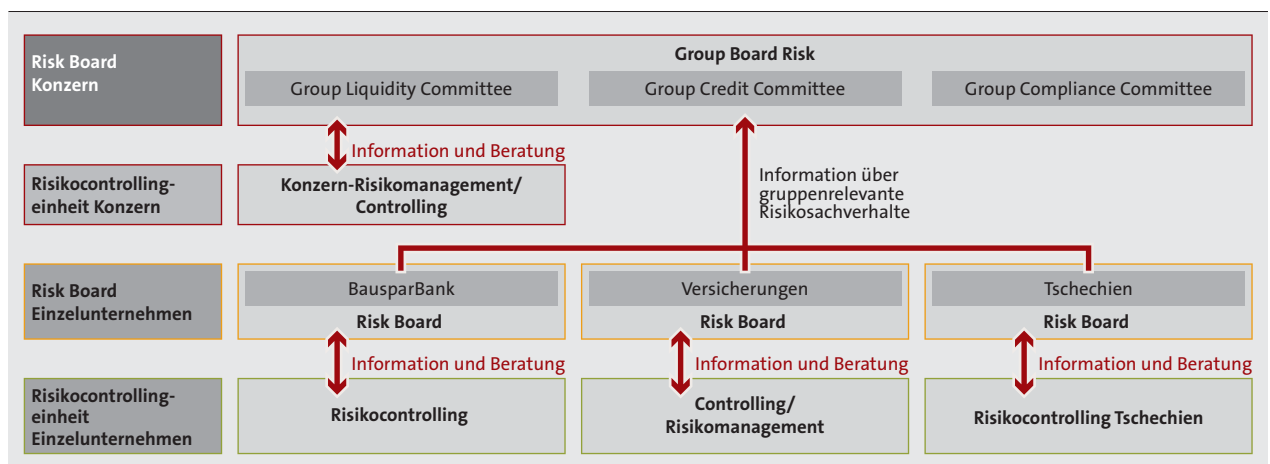 Risk Board
Konzern
Group Board Risk
Group Liquidity Committee
Group Credit Committee
Group Compliance Committee
Information und Beratung
Risikocontrolling-
einheit Konzern
Konzern-Risikomanagement/
Controlling
Information über
gruppenrelevante
Risikosachverhalte
Risk Board
Einzelunternehmen
BausparBank
Risk Board
Versicherungen
Risk Board
Tschechien
Risk Board
Information und Beratung
Information und Beratung
Information und Beratung
Risikocontrolling-
einheit
Einzelunternehmen
Risikocontrolling
Controlling/
Risikomanagement
Risikocontrolling Tschechien